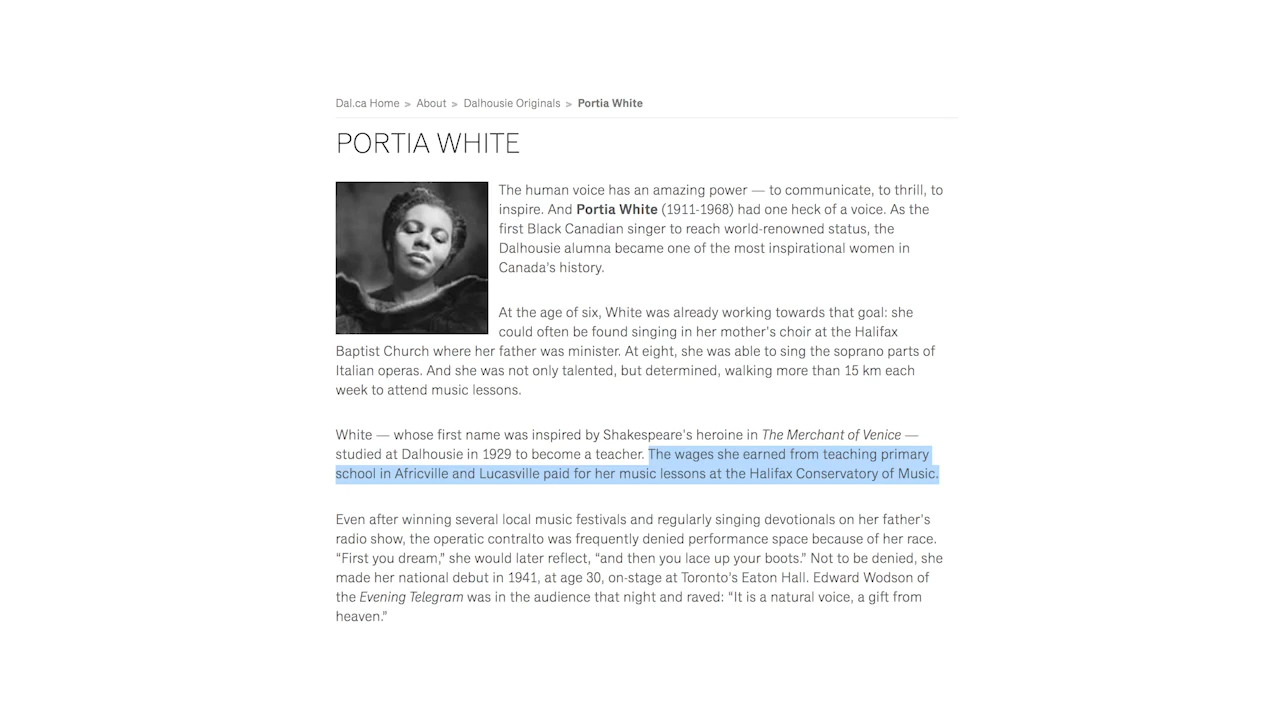 Dal.ca Home > About > Dalhousie Originals > Portia White
PORTIA WHITE
The human voice has an amazing power — to communicate, to thrill, to
inspire. And Portia White (1911-1968) had one heck of a voice. As the
first Black Canadian singer to reach world-renowned status, the
Dalhousie alumna became one of the most inspirational women in
Canada's history.
At the age of six, White was already working towards that goal: she
could often be found singing in her mother's choir at the Halifax
Baptist Church where her father was minister. At eight, she was able to sing the soprano parts of
Italian operas. And she was not only talented, but determined, walking more than 15 km each
week to attend music lessons.
White — whose first name was inspired by Shakespeare's heroine in The Merchant of Venice —
studied at Dalhousie in 1929 to become a teacher. The wages she earned from teaching primary
school in Africville and Lucasville paid for her music lessons at the Halifax Conservatory of Music.
Even after winning several local music festivals and regularly singing devotionals on her father's
radio show, the operatic contralto was frequently denied performance space because of her race.
“First you dream,” she would later reflect, “and then you lace up your boots.” Not to be denied, she
made her national debut in 1941, at age 30, on-stage at Toronto's Eaton Hall. Edward Wodson of
the Evening Telegram was in the audience that night and raved: “It is a natural voice, a gift from
heaven.”